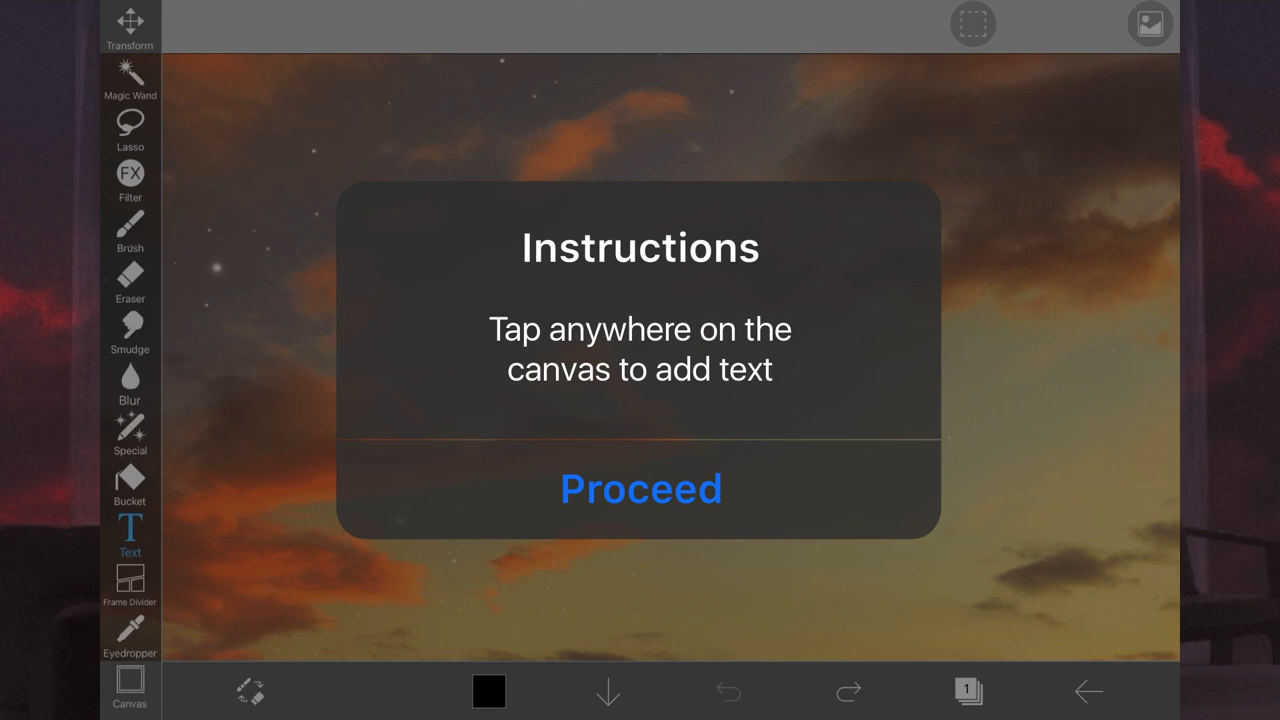 Transform
Magic Wand
Lasso
FX
Filter
Brush
Eraser
Smudge
Blur
Special
Bucket
T
Text
Frame Divider
Eyedropper
Canvas
Instructions
Tap anywhere on the
canvas to add text
Proceed
1